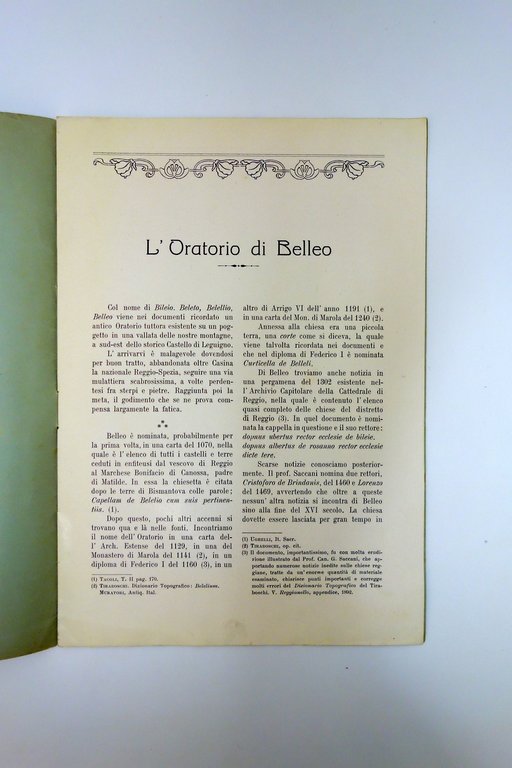 L' Oratorio di Belleo
Col nome di Bileio, Beleto, Belellio,
Belleo viene nei documenti ricordato un
antico Oratorio tuttora esistente su un pog-
getto in una vallata delle nostre montagne,
a sud-est dello storico Castello di Leguigno.
L' arrivarvi è malagevole dovendosi
per buon tratto, abbandonata oltre Casina
la nazionale Reggio-Spezia, seguire una via
mulattiera scabrosissima, a volte perden-
tesi fra sterpi e pietre. Raggiunta poi la
meta, il godimento che se ne prova com-
pensa largamente la fatica.
Belleo è nominata, probabilmente per
la prima volta, in una carta del 1070, nella
quale è l' elenco di tutti i castelli e terre
ceduti in enfiteusi dal vescovo di Reggio
al Marchese Bonifacio di Canossa, padre
di Matilde. In essa la chiesetta è citata
dopo le terre di Bismantova colle parole;
Capellam de Beletio cum suis pertinen-
tiis. (1).
Dopo questo, pochi altri accenni si
trovano qua e là nelle fonti. Incontriamo
il nome dell' Oratorio in una carta del-
l' Arch. Estense del 1129, in una del
Monastero di Marola del 1141 (2), in un
diploma di Federico I del 1160 (3), in un
(1) TACOLI, T. II pag. 170.
(2) TIRABOSCHI. Dizionario Topografico: Belelium.
MURATORI, Antiq. Ital.
altro di Arrigo VI dell' anno 1191 (1), e
in una carta del Mon. di Marola del 1240 (2).
Annessa alla chiesa era una piccola
terra, una corte come si diceva, la quale
viene talvolta ricordata nei documenti e
che nel diploma di Federico I è nominata
Curticella de Belleli.
Di Belleo troviamo anche notizia in
una pergamena del 1302 esistente nel-
l' Archivio Capitolare della Cattedrale di
Reggio, nella quale è contenuto l' elenco
quasi completo delle chiese del distretto
di Reggio (3). In quel documento è nomi-
nata la cappella in questione e il suo rettore:
dopnus ubertus rector ecclesie de bileie.
dopnus albertus de rosanno rector ecclesie
dicte tere.
Scarse notizie conosciamo posterior-
mente. Il prof. Saccani nomina due rettori,
Cristoforo de Brindanis, del 1460 e Lorenzo
del 1469, avvertendo che oltre a queste
nessun' altra notizia si incontra di Belleo
sino alla fine del XVI secolo. La chiesa
dovette essere lasciata per gran tempo in
(1) UGHELLI, It. Sacr.
(2) TIRABOSCHI, op. cit.
(3) Il documento, importantissimo, fu con molta erudi-
zione illustrato dal Prof. Can. G. Saccani, che ap-
portando numerose notizie inedite sulle chiese reg-
giane, tratte da un' enorme quantità di materiale
esaminato, chiarisce punti importanti e corregge
molti errori del Dizionario Topografico del Tira-
boschi. V. Reggianello, appendice, 1892.